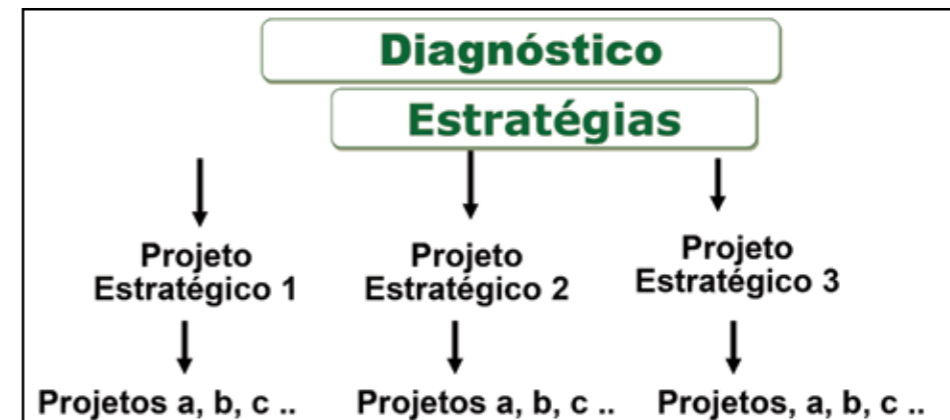 Diagnóstico
Estratégias
Projeto
Estratégico 1
Projeto
Estratégico 2
Projeto
Estratégico 3
Projetos a, b, c ..
Projetos a, b, c ..
Projetos, a, b, c ..